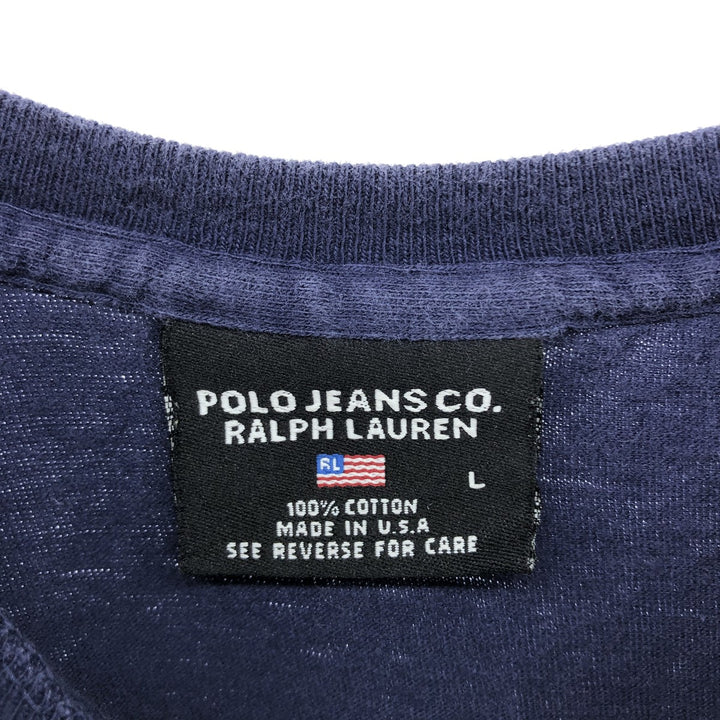 POLO JEANS CO.
RALPH LAUREN
RL
L
100% COTTON
MADE IN U.S.A
SEE REVERSE FOR CARE